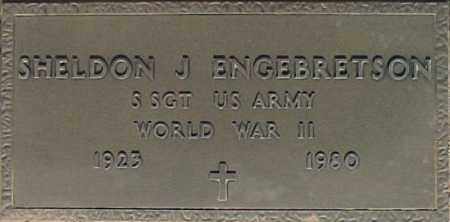 SHELDON J ENGEBRETSON
S SGT US ARMY
WORLD WAR II
1923 1980